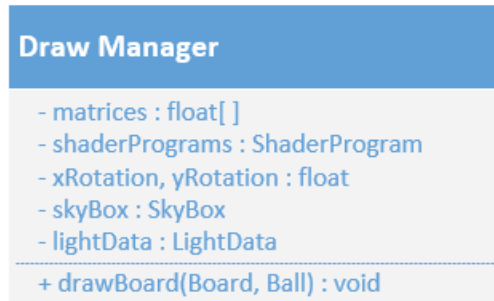 Draw Manager
- matrices : float[ ]
- shaderPrograms : ShaderProgram
- xRotation, yRotation : float
- skyBox : SkyBox
- lightData : LightData
+ drawBoard(Board, Ball) : void